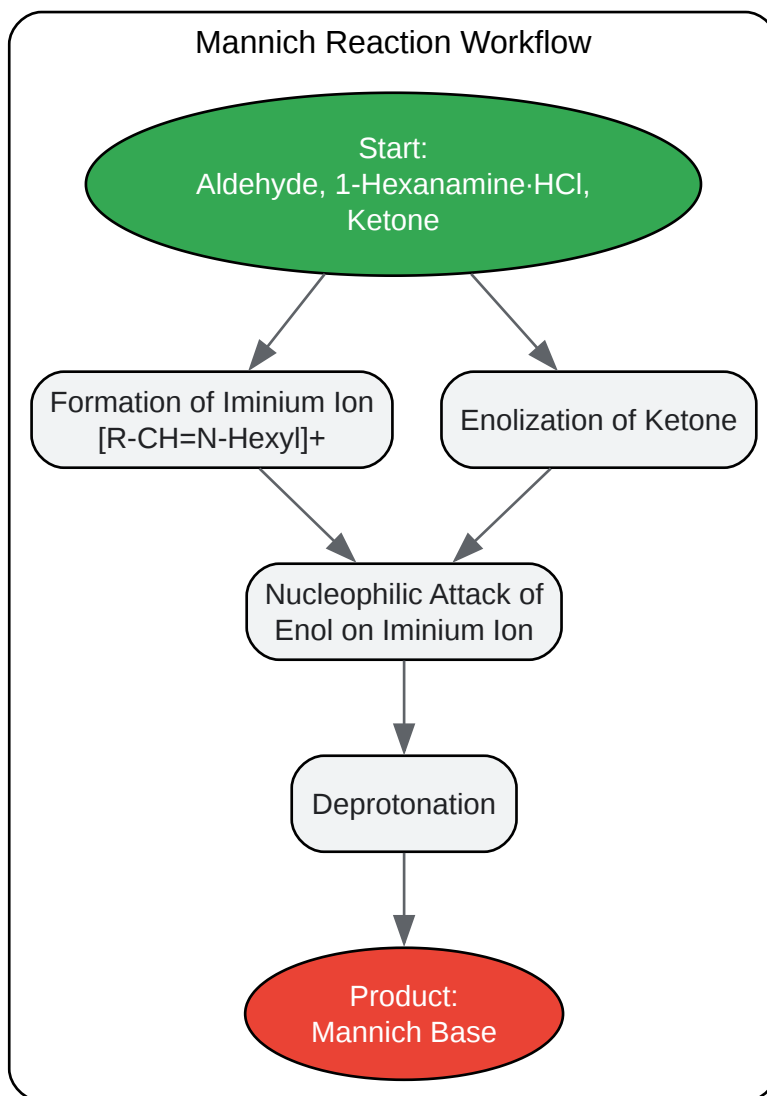 Mannich Reaction Workflow
Start:
Aldehyde, 1-Hexanamine·HCl,
Ketone
Formation of Iminium Ion
[R-CH=N-Hexyl]+
Enolization of Ketone
Nucleophilic Attack of
Enol on Iminium Ion
Deprotonation
Product:
Mannich Base